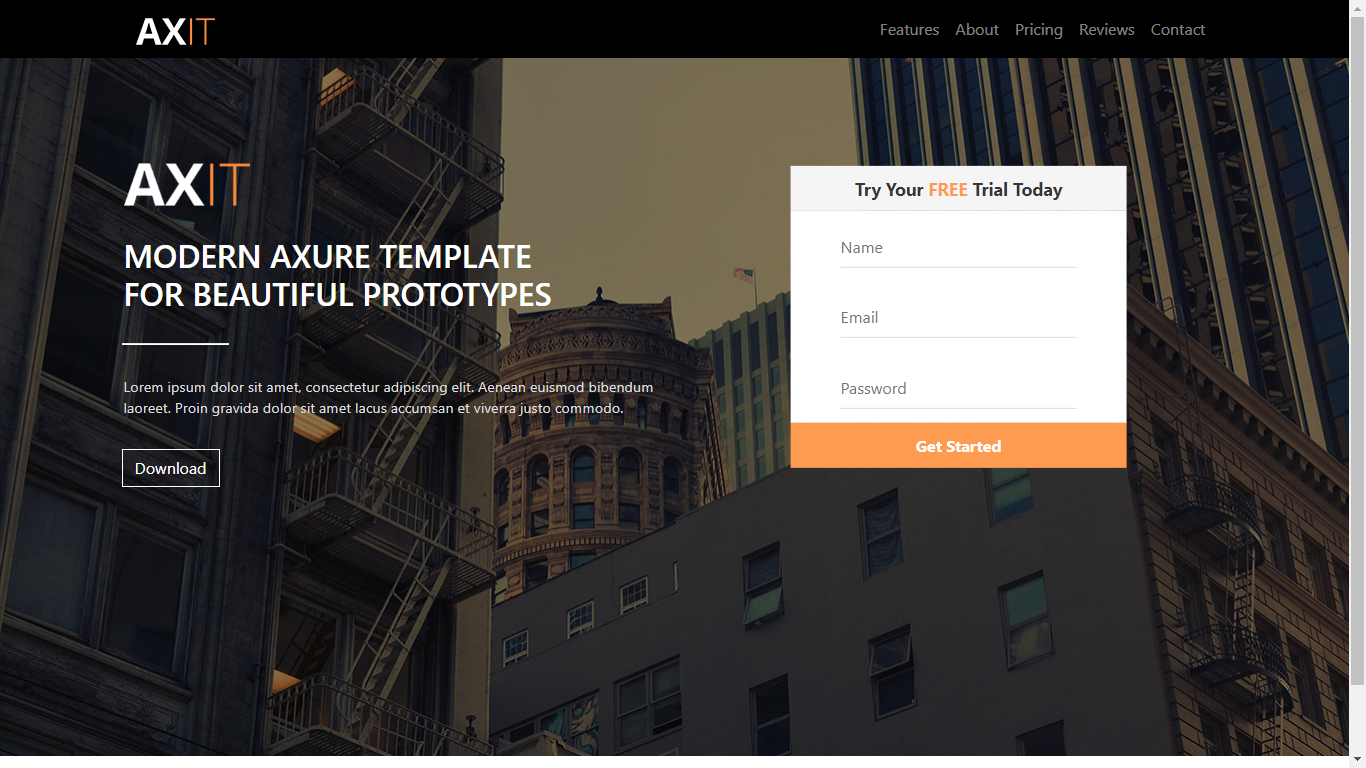 AXIT
Features About Pricing Reviews Contact
AXIT
MODERN AXURE TEMPLATE
FOR BEAUTIFUL PROTOTYPES
Lorem ipsum dolor sit amet, consectetur adipiscing elit. Aenean euismod bibendum
laoreet. Proin gravida dolor sit amet lacus accumsan et viverra justo commodo.
Download
Try Your FREE Trial Today
Name
Email
Password
Get Started